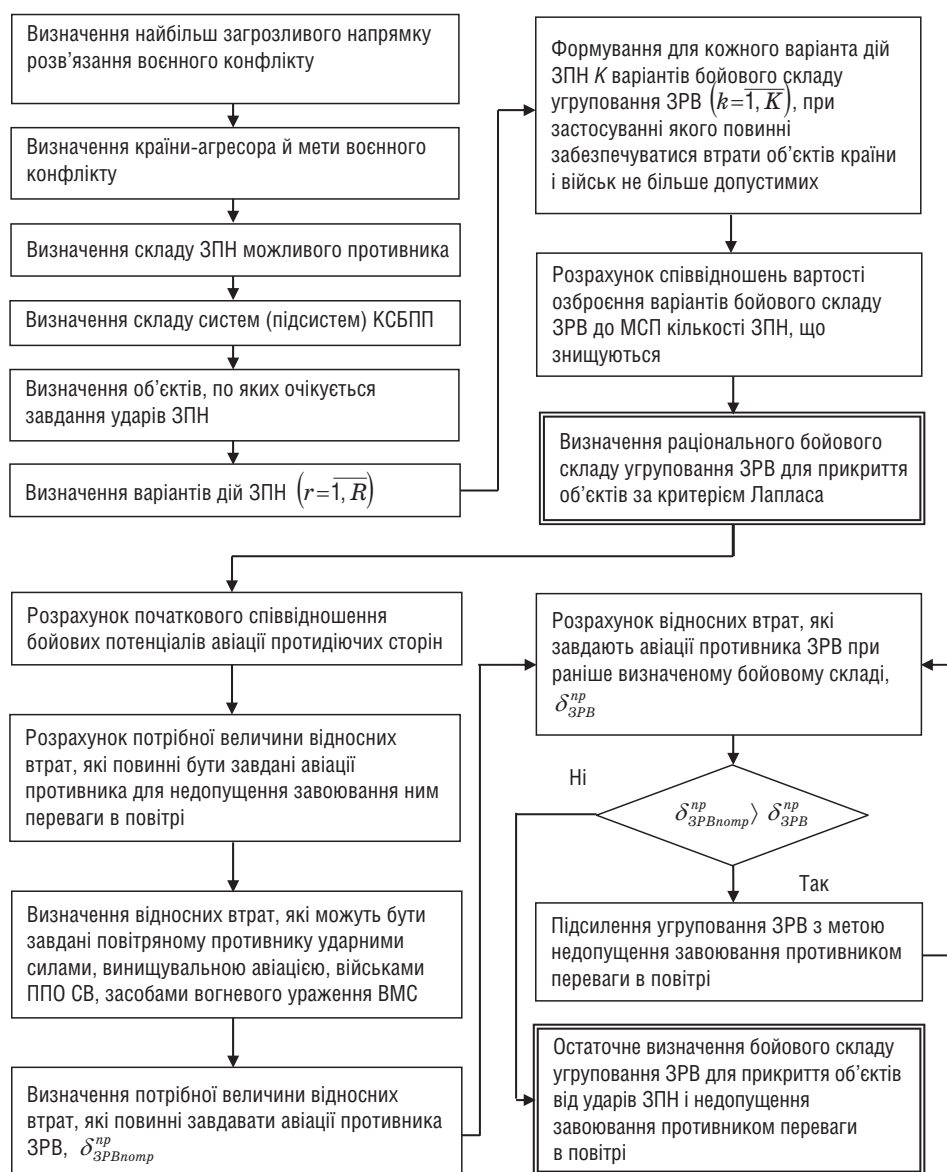 Визначення найбільш загрозливого напрямку
розв'язання воєнного конфлікту
Визначення країни-агресора й мети воєнного
конфлікту
Визначення складу ЗПН можливого противника
Визначення складу систем (підсистем) КСБПП
Визначення об'єктів, по яких очікується
завдання ударів ЗПН
Визначення варіантів дій ЗПН (r=1, R)
Формування для кожного варіанта дій
ЗПН K варіантів бойового складу
угруповання ЗРВ (k=1, K), при
застосуванні якого повинні
забезпечуватися втрати об'єктів країни
і військ не більше допустимих
Розрахунок співвідношень вартості
озброєння варіантів бойового складу
ЗРВ до МСП кількості ЗПН, що
знищуються
Визначення раціонального бойового
складу угруповання ЗРВ для прикриття
об'єктів за критерієм Лапласа
Розрахунок початкового співвідношення
бойових потенціалів авіації протидіючих сторін
Розрахунок потрібної величини відносних
втрат, які повинні бути завдані авіації
противника для недопущення завоювання ним
переваги в повітрі
Визначення відносних втрат, які можуть бути
завдані повітряному противнику ударними
силами, винищувальною авіацією, військами
ППО СВ, засобами вогневого ураження ВМС
Визначення потрібної величини відносних
втрат, які повинні завдавати авіації противника
ЗРВ, δ^пр_ЗРВпотр
Розрахунок відносних втрат, які
завдають авіації противника ЗРВ при
раніше визначеному бойовому складі,
δ^пр_ЗРВ
Ні
δ^пр_ЗРВпотр⟩ δ^пр_ЗРВ
Так
Підсилення угруповання ЗРВ з метою
недопущення завоювання противником
переваги в повітрі
Остаточне визначення бойового складу
угруповання ЗРВ для прикриття об'єктів
від ударів ЗПН і недопущення
завоювання противником переваги
в повітрі